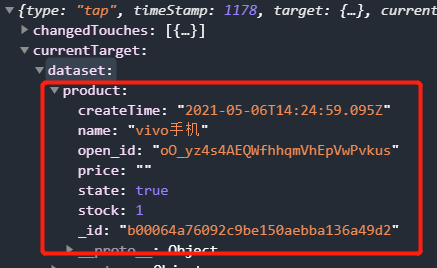 {type: "tap", timeStamp: 1178, target: {…}, current
changedTouches: [{…}]
currentTarget:
dataset:
product:
createTime: "2021-05-06T14:24:59.095Z"
name: "vivo手机"
open_id: "oO_yz4s4AEQWfhhqmVhEpVwPvkus"
price: ""
state: true
stock: 1
_id: "b00064a76092c9be150aebba136a49d2"
__proto__: Object